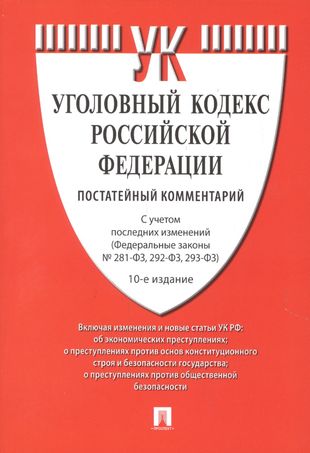 УК
УГОЛОВНЫЙ КОДЕКС
РОССИЙСКОЙ
ФЕДЕРАЦИИ
ПОСТАТЕЙНЫЙ КОММЕНТАРИЙ
С учетом
последних изменений
(Федеральные законы
№ 281-ФЗ, 292-ФЗ, 293-ФЗ)
10-е издание
Включая изменения и новые статьи УК РФ:
об экономических преступлениях;
о преступлениях против основ конституционного
строя и безопасности государства;
о преступлениях против общественной
безопасности
•ПРОСПЕКТ•